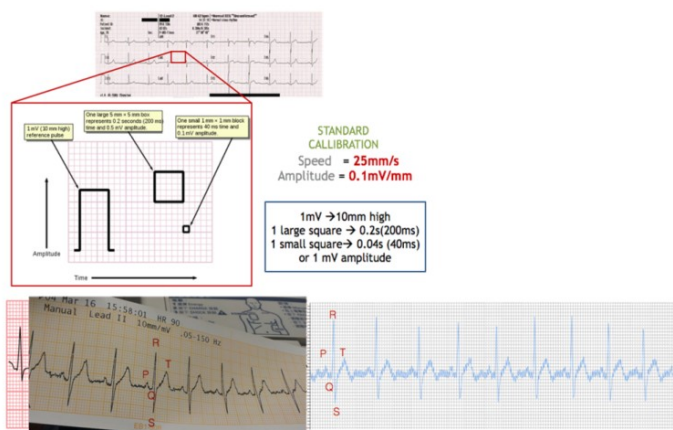 1 mV (10 mm high)
reference pulse
One large 5 mm × 5 mm box
represents 0.2 seconds (200 ms)
time and 0.5 mV amplitude.
One small 1 mm × 1 mm block
represents 40 ms time and
0.1 mV amplitude.
Amplitude
Time
STANDARD
CALLIBRATION
Speed = 25mm/s
Amplitude = 0.1mV/mm
1mV →10mm high
1 large square → 0.2s(200ms)
1 small square→ 0.04s (40ms)
or 1 mV amplitude
04 Mar 16 15:58:01 HR 90
Manual Lead II 10mm/mV .05-150 Hz
R
P
T
Q
S
R
P
T
Q
S